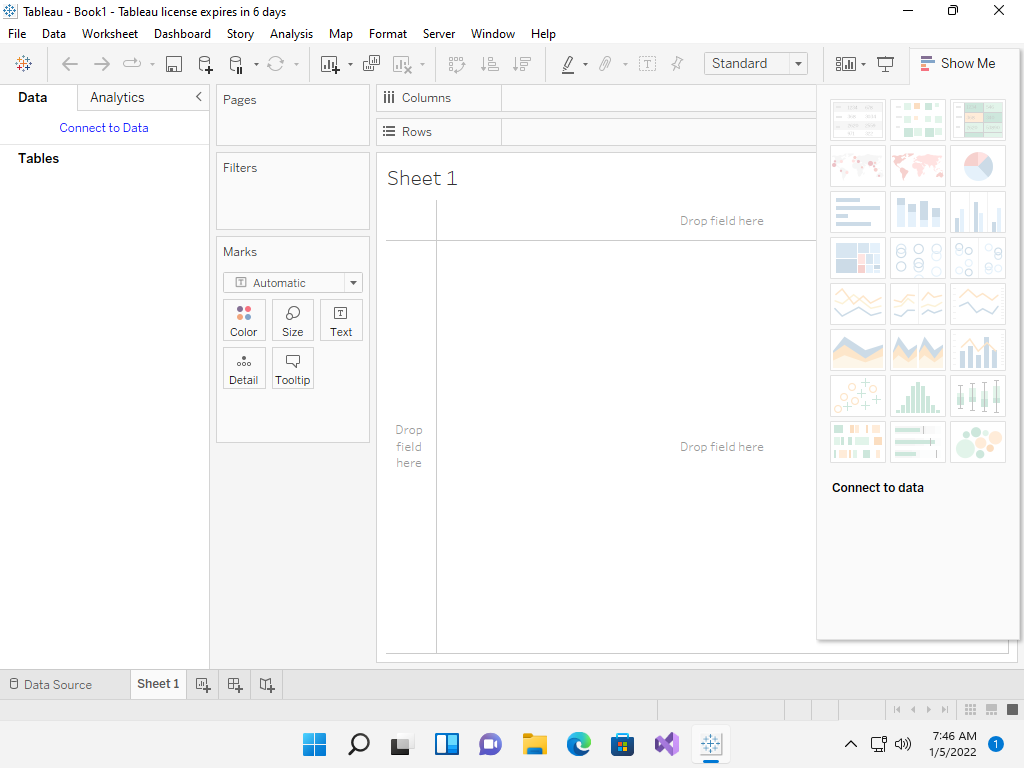 Tableau - Book1 - Tableau license expires in 6 days
File Data Worksheet Dashboard Story Analysis Map Format Server Window Help
Standard
Show Me
Data Analytics
Connect to Data
Tables
Pages
Filters
Marks
Automatic
Color Size Text
Detail Tooltip
Columns
Rows
Sheet 1
Drop field here
Drop
field
here
Drop field here
Connect to data
Data Source Sheet 1
7:46 AM
1/5/2022
1